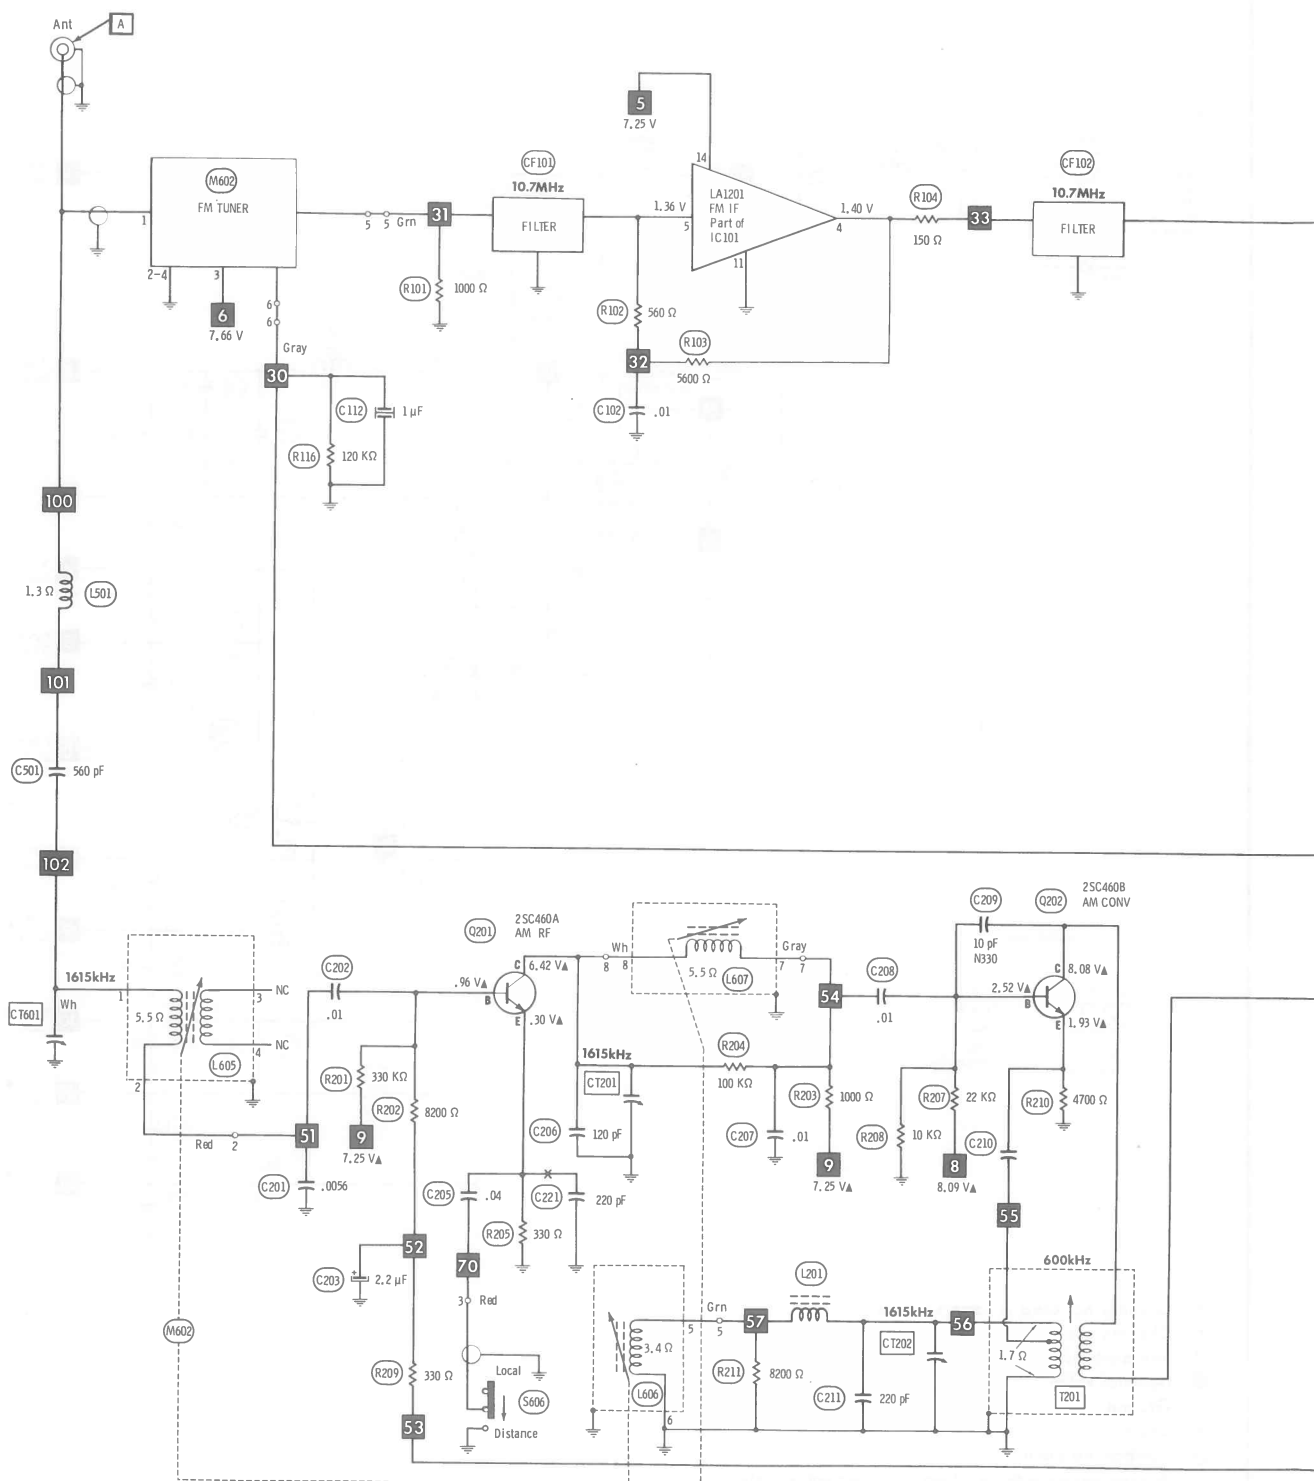 Ant
A
5
7.25 V
14
M602
FM TUNER
1
2-4
3
6
7.66 V
6
6
Gray
30
5 5 Grn
31
R101
1000 Ω
CF101
10.7MHz
FILTER
1.36 V
5
LA1201
FM IF
Part of
IC101
11
1.40 V
4
R104
150 Ω
33
CF102
10.7MHz
FILTER
R102
560 Ω
32
R103
5600 Ω
C102
.01
C112
1 μF
R116
120 KΩ
100
1.3 Ω
L501
101
C501
560 pF
102
1615kHz
Wh
CT601
1
5.5 Ω
3
NC
4
NC
L605
2
Red
2
51
C201
.0056
C202
.01
R201
330 KΩ
R202
8200 Ω
9
7.25 V▲
Q201
2SC460A
AM RF
.96 V▲
B
C
6.42 V▲
E
.30 V▲
Wh
8
8
5.5 Ω
L607
Gray
7
7
54
C208
.01
1615kHz
CT201
C206
120 pF
R204
100 KΩ
C207
.01
R203
1000 Ω
9
7.25 V▲
C209
10 pF
N330
Q202
2SC460B
AM CONV
C
8.08 V▲
2.52 V▲
B
E
1.93 V▲
R208
10 KΩ
R207
22 KΩ
8
8.09 V▲
C210
R210
4700 Ω
55
C205
.04
C221
220 pF
R205
330 Ω
52
C203
+
2.2 μF
70
3
Red
M602
R209
330 Ω
53
Local
S606
Distance
3.4 Ω
L606
Grn
5
5
6
57
R211
8200 Ω
L201
1615kHz
CT202
C211
220 pF
56
600kHz
1.7 Ω
T201